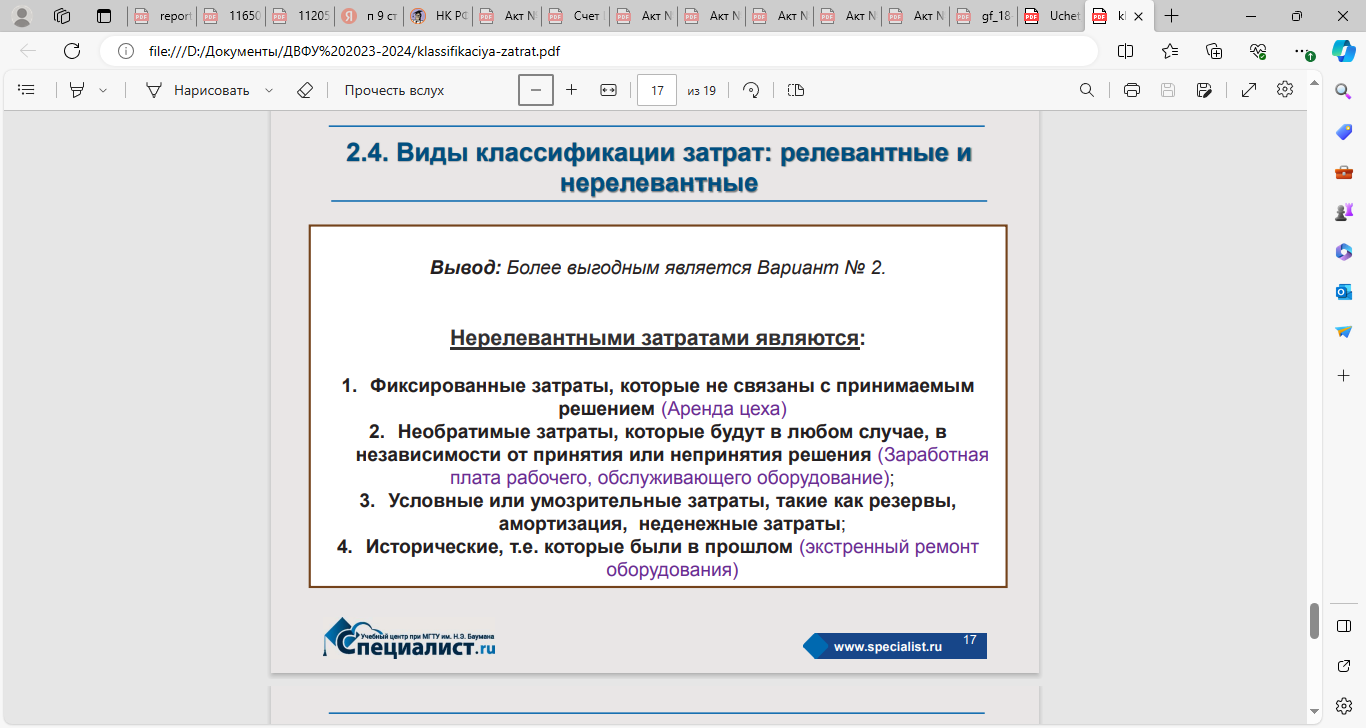 report
11650
11205
п 9 ст
НК РФ
Акт N
Счет
Акт N
Акт N
Акт N
Акт N
Акт N
gf_18
Uchet
kl
file:///D:/Документы/ДВФУ%202023-2024/klassifikaciya-zatrat.pdf
Нарисовать
Прочесть вслух
17
из 19
2.4. Виды классификации затрат: релевантные и
нерелевантные
Вывод: Более выгодным является Вариант № 2.
Нерелевантными затратами являются:
1. Фиксированные затраты, которые не связаны с принимаемым
решением (Аренда цеха)
2. Необратимые затраты, которые будут в любом случае, в
независимости от принятия или непринятия решения (Заработная
плата рабочего, обслуживающего оборудование);
3. Условные или умозрительные затраты, такие как резервы,
амортизация, неденежные затраты;
4. Исторические, т.е. которые были в прошлом (экстренный ремонт
оборудования)
Учебный центр при МГТУ им. Н.Э. Баумана
Специалист.ru
www.specialist.ru
17